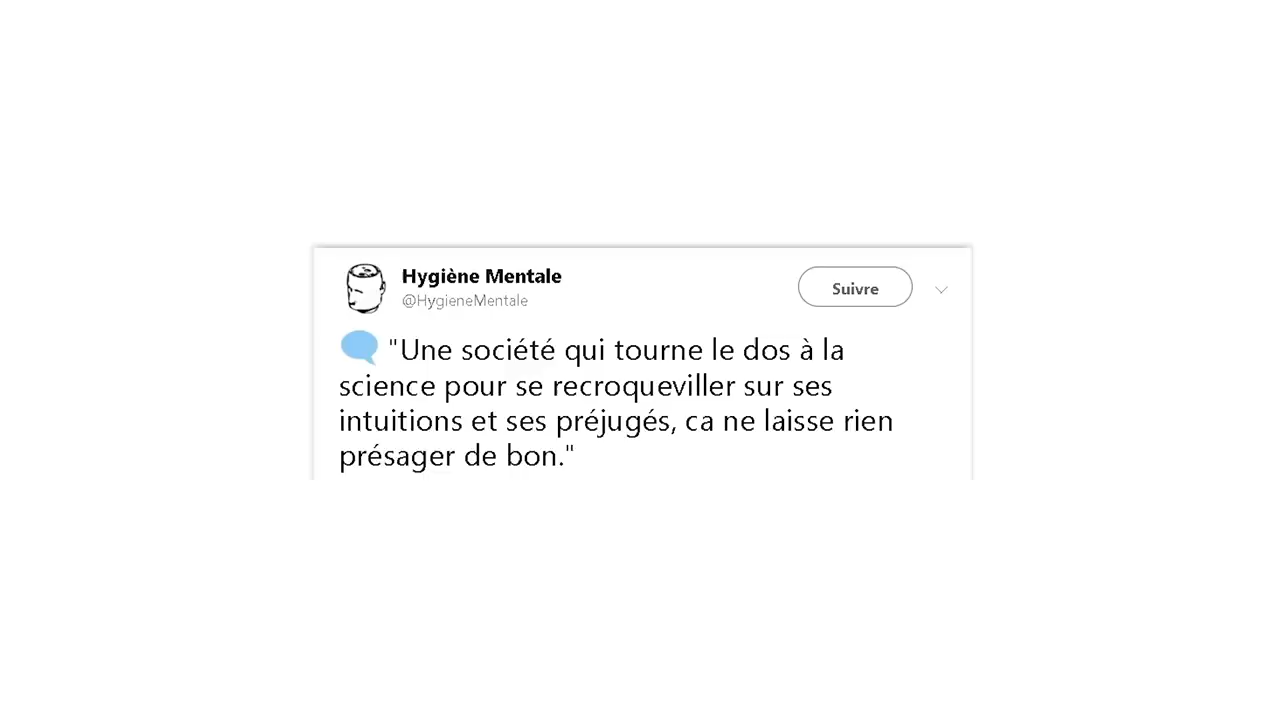 Hygiène Mentale
@HygieneMentale
Suivre
"Une société qui tourne le dos à la
science pour se recroqueviller sur ses
intuitions et ses préjugés, ca ne laisse rien
présager de bon."